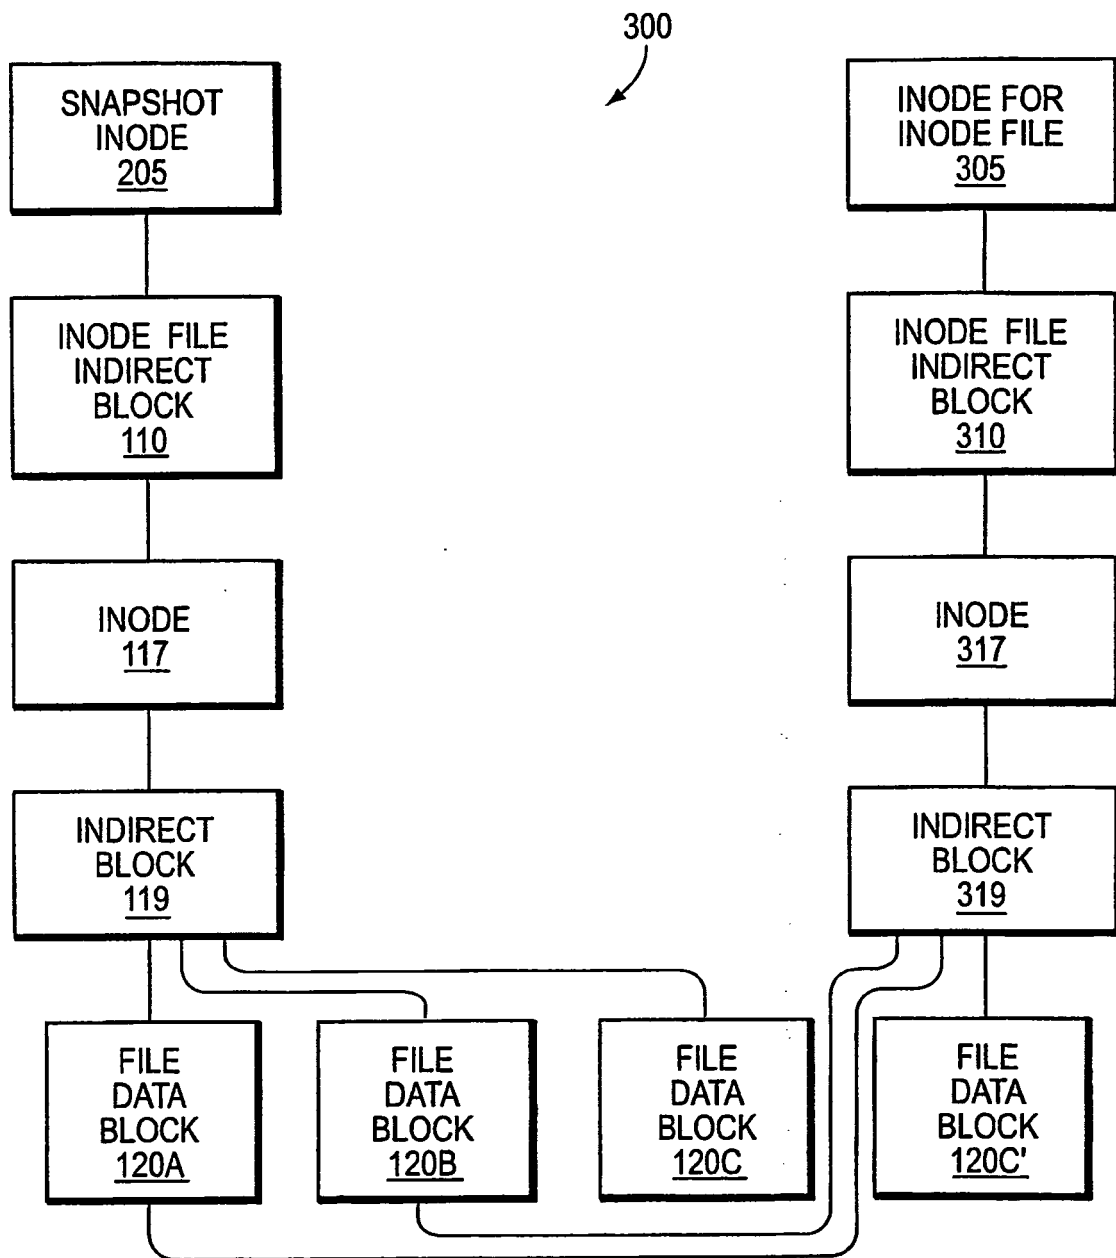 300
SNAPSHOT
INODE
205
INODE FOR
INODE FILE
305
INODE FILE
INDIRECT
BLOCK
110
INODE FILE
INDIRECT
BLOCK
310
INODE
117
INODE
317
INDIRECT
BLOCK
119
INDIRECT
BLOCK
319
FILE
DATA
BLOCK
120A
FILE
DATA
BLOCK
120B
FILE
DATA
BLOCK
120C
FILE
DATA
BLOCK
120C'